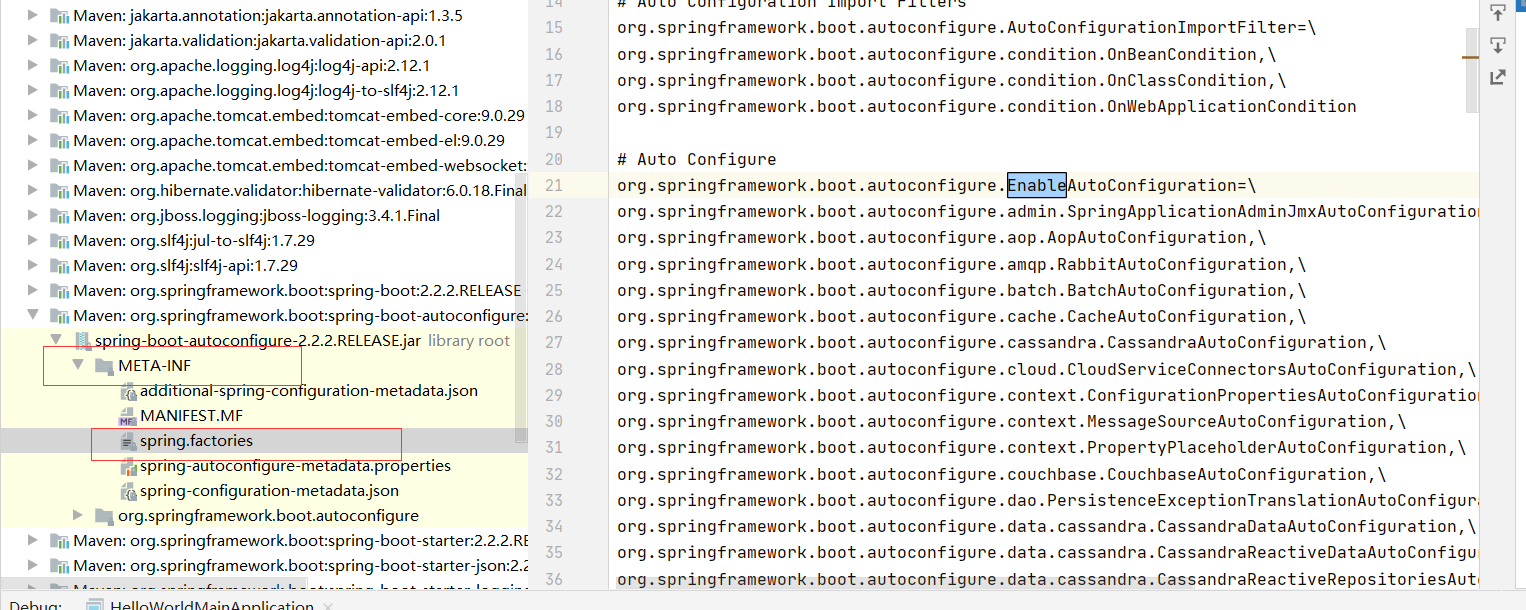 Maven: jakarta.annotation:jakarta.annotation-api:1.3.5
Maven: jakarta.validation:jakarta.validation-api:2.0.1
Maven: org.apache.logging.log4j:log4j-api:2.12.1
Maven: org.apache.logging.log4j:log4j-to-slf4j:2.12.1
Maven: org.apache.tomcat.embed:tomcat-embed-core:9.0.29
Maven: org.apache.tomcat.embed:tomcat-embed-el:9.0.29
Maven: org.apache.tomcat.embed:tomcat-embed-websocket:
Maven: org.hibernate.validator:hibernate-validator:6.0.18.Final
Maven: org.jboss.logging:jboss-logging:3.4.1.Final
Maven: org.slf4j:jul-to-slf4j:1.7.29
Maven: org.slf4j:slf4j-api:1.7.29
Maven: org.springframework.boot:spring-boot:2.2.2.RELEASE
Maven: org.springframework.boot:spring-boot-autoconfigure:
spring-boot-autoconfigure-2.2.2.RELEASE.jar library root
META-INF
additional-spring-configuration-metadata.json
MANIFEST.MF
spring.factories
spring-autoconfigure-metadata.properties
spring-configuration-metadata.json
org.springframework.boot.autoconfigure
Maven: org.springframework.boot:spring-boot-starter:2.2.2.RE
Maven: org.springframework.boot:spring-boot-starter-json:2.2
Maven: org.springframework.boot:spring-boot-starter-logging
14 # Auto Configuration Import Filters
15 org.springframework.boot.autoconfigure.AutoConfigurationImportFilter=\
16 org.springframework.boot.autoconfigure.condition.OnBeanCondition,\
17 org.springframework.boot.autoconfigure.condition.OnClassCondition,\
18 org.springframework.boot.autoconfigure.condition.OnWebApplicationCondition
19
20 # Auto Configure
21 org.springframework.boot.autoconfigure.EnableAutoConfiguration=\
22 org.springframework.boot.autoconfigure.admin.SpringApplicationAdminJmxAutoConfiguration
23 org.springframework.boot.autoconfigure.aop.AopAutoConfiguration,\
24 org.springframework.boot.autoconfigure.amqp.RabbitAutoConfiguration,\
25 org.springframework.boot.autoconfigure.batch.BatchAutoConfiguration,\
26 org.springframework.boot.autoconfigure.cache.CacheAutoConfiguration,\
27 org.springframework.boot.autoconfigure.cassandra.CassandraAutoConfiguration,\
28 org.springframework.boot.autoconfigure.cloud.CloudServiceConnectorsAutoConfiguration,\
29 org.springframework.boot.autoconfigure.context.ConfigurationPropertiesAutoConfiguration
30 org.springframework.boot.autoconfigure.context.MessageSourceAutoConfiguration,\
31 org.springframework.boot.autoconfigure.context.PropertyPlaceholderAutoConfiguration,\
32 org.springframework.boot.autoconfigure.couchbase.CouchbaseAutoConfiguration,\
33 org.springframework.boot.autoconfigure.dao.PersistenceExceptionTranslationAutoConfigura
34 org.springframework.boot.autoconfigure.data.cassandra.CassandraDataAutoConfiguration,\
35 org.springframework.boot.autoconfigure.data.cassandra.CassandraReactiveDataAutoConfigu
36 org.springframework.boot.autoconfigure.data.cassandra.CassandraReactiveRepositoriesAut
Debug: HelloWorldMainApplication